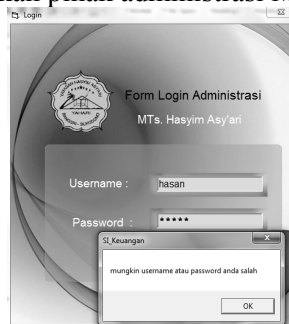 Login
Form Login Administrasi
MTs. Hasyim Asy'ari
YAHARI
Username :
hasan
Password :
*****
SI_Keuangan
mungkin username atau password anda salah
OK